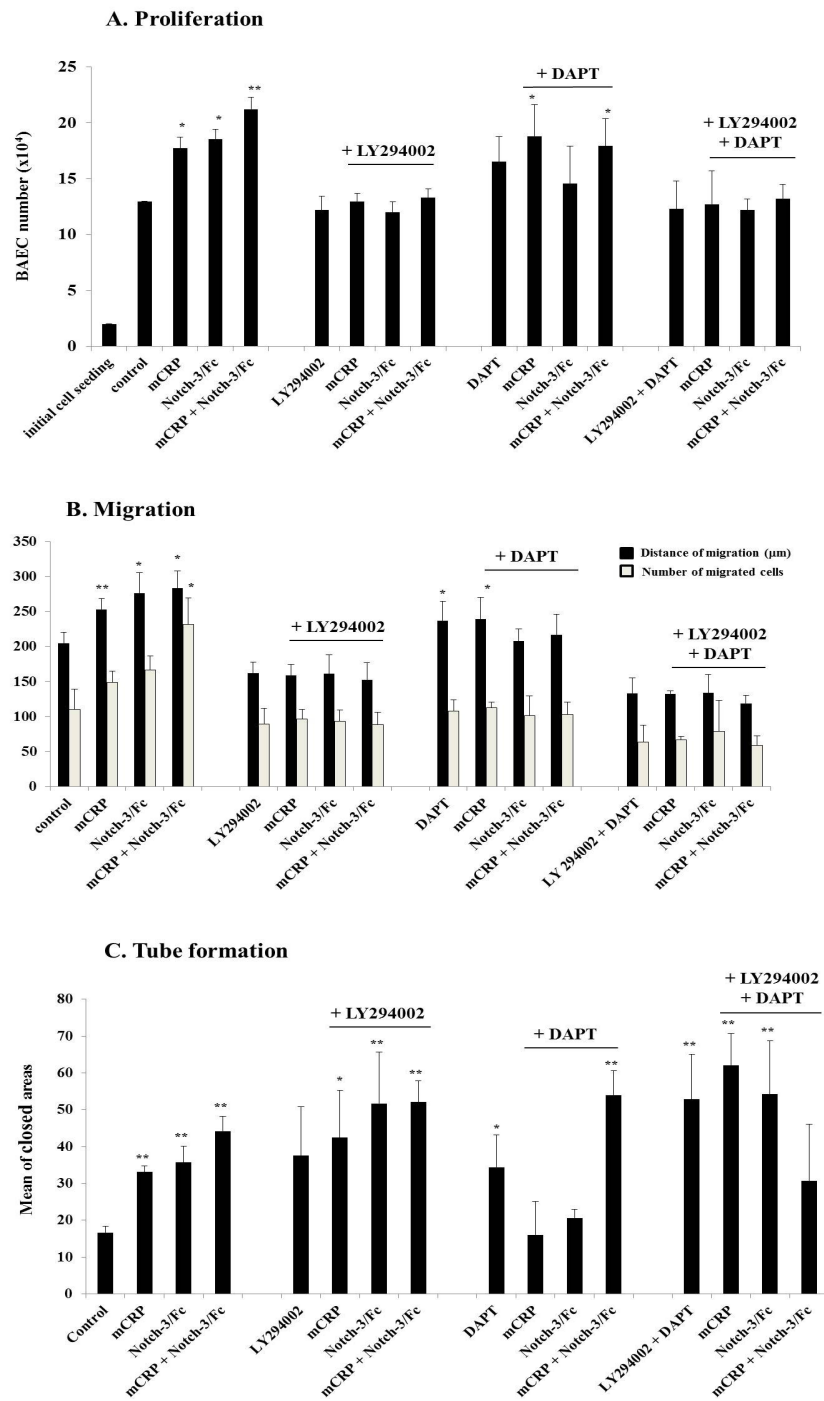 A. Proliferation
BAEC number (x10⁴)
25
20
15
10
5
0
*
*
**
+ LY294002
+ DAPT
*
*
+ LY294002
+ DAPT
initial cell seeding
control
mCRP
Notch-3/Fc
mCRP + Notch-3/Fc
LY294002
mCRP
Notch-3/Fc
mCRP + Notch-3/Fc
DAPT
mCRP
Notch-3/Fc
mCRP + Notch-3/Fc
LY294002 + DAPT
mCRP
Notch-3/Fc
mCRP + Notch-3/Fc
B. Migration
350
300
250
200
150
100
50
0
**
*
*
*
+ LY294002
+ DAPT
*
*
Distance of migration (µm)
Number of migrated cells
+ LY294002
+ DAPT
control
mCRP
Notch-3/Fc
mCRP + Notch-3/Fc
LY294002
mCRP
Notch-3/Fc
mCRP + Notch-3/Fc
DAPT
mCRP
Notch-3/Fc
mCRP + Notch-3/Fc
LY 294002 + DAPT
mCRP
Notch-3/Fc
mCRP + Notch-3/Fc
C. Tube formation
Mean of closed areas
80
70
60
50
40
30
20
10
0
**
**
**
+ LY294002
*
**
**
+ DAPT
*
**
+ LY294002
+ DAPT
**
**
**
Control
mCRP
Notch-3/Fc
mCRP + Notch-3/Fc
LY294002
mCRP
Notch-3/Fc
mCRP + Notch-3/Fc
DAPT
mCRP
Notch-3/Fc
mCRP + Notch-3/Fc
LY294002 + DAPT
mCRP
Notch-3/Fc
mCRP + Notch-3/Fc